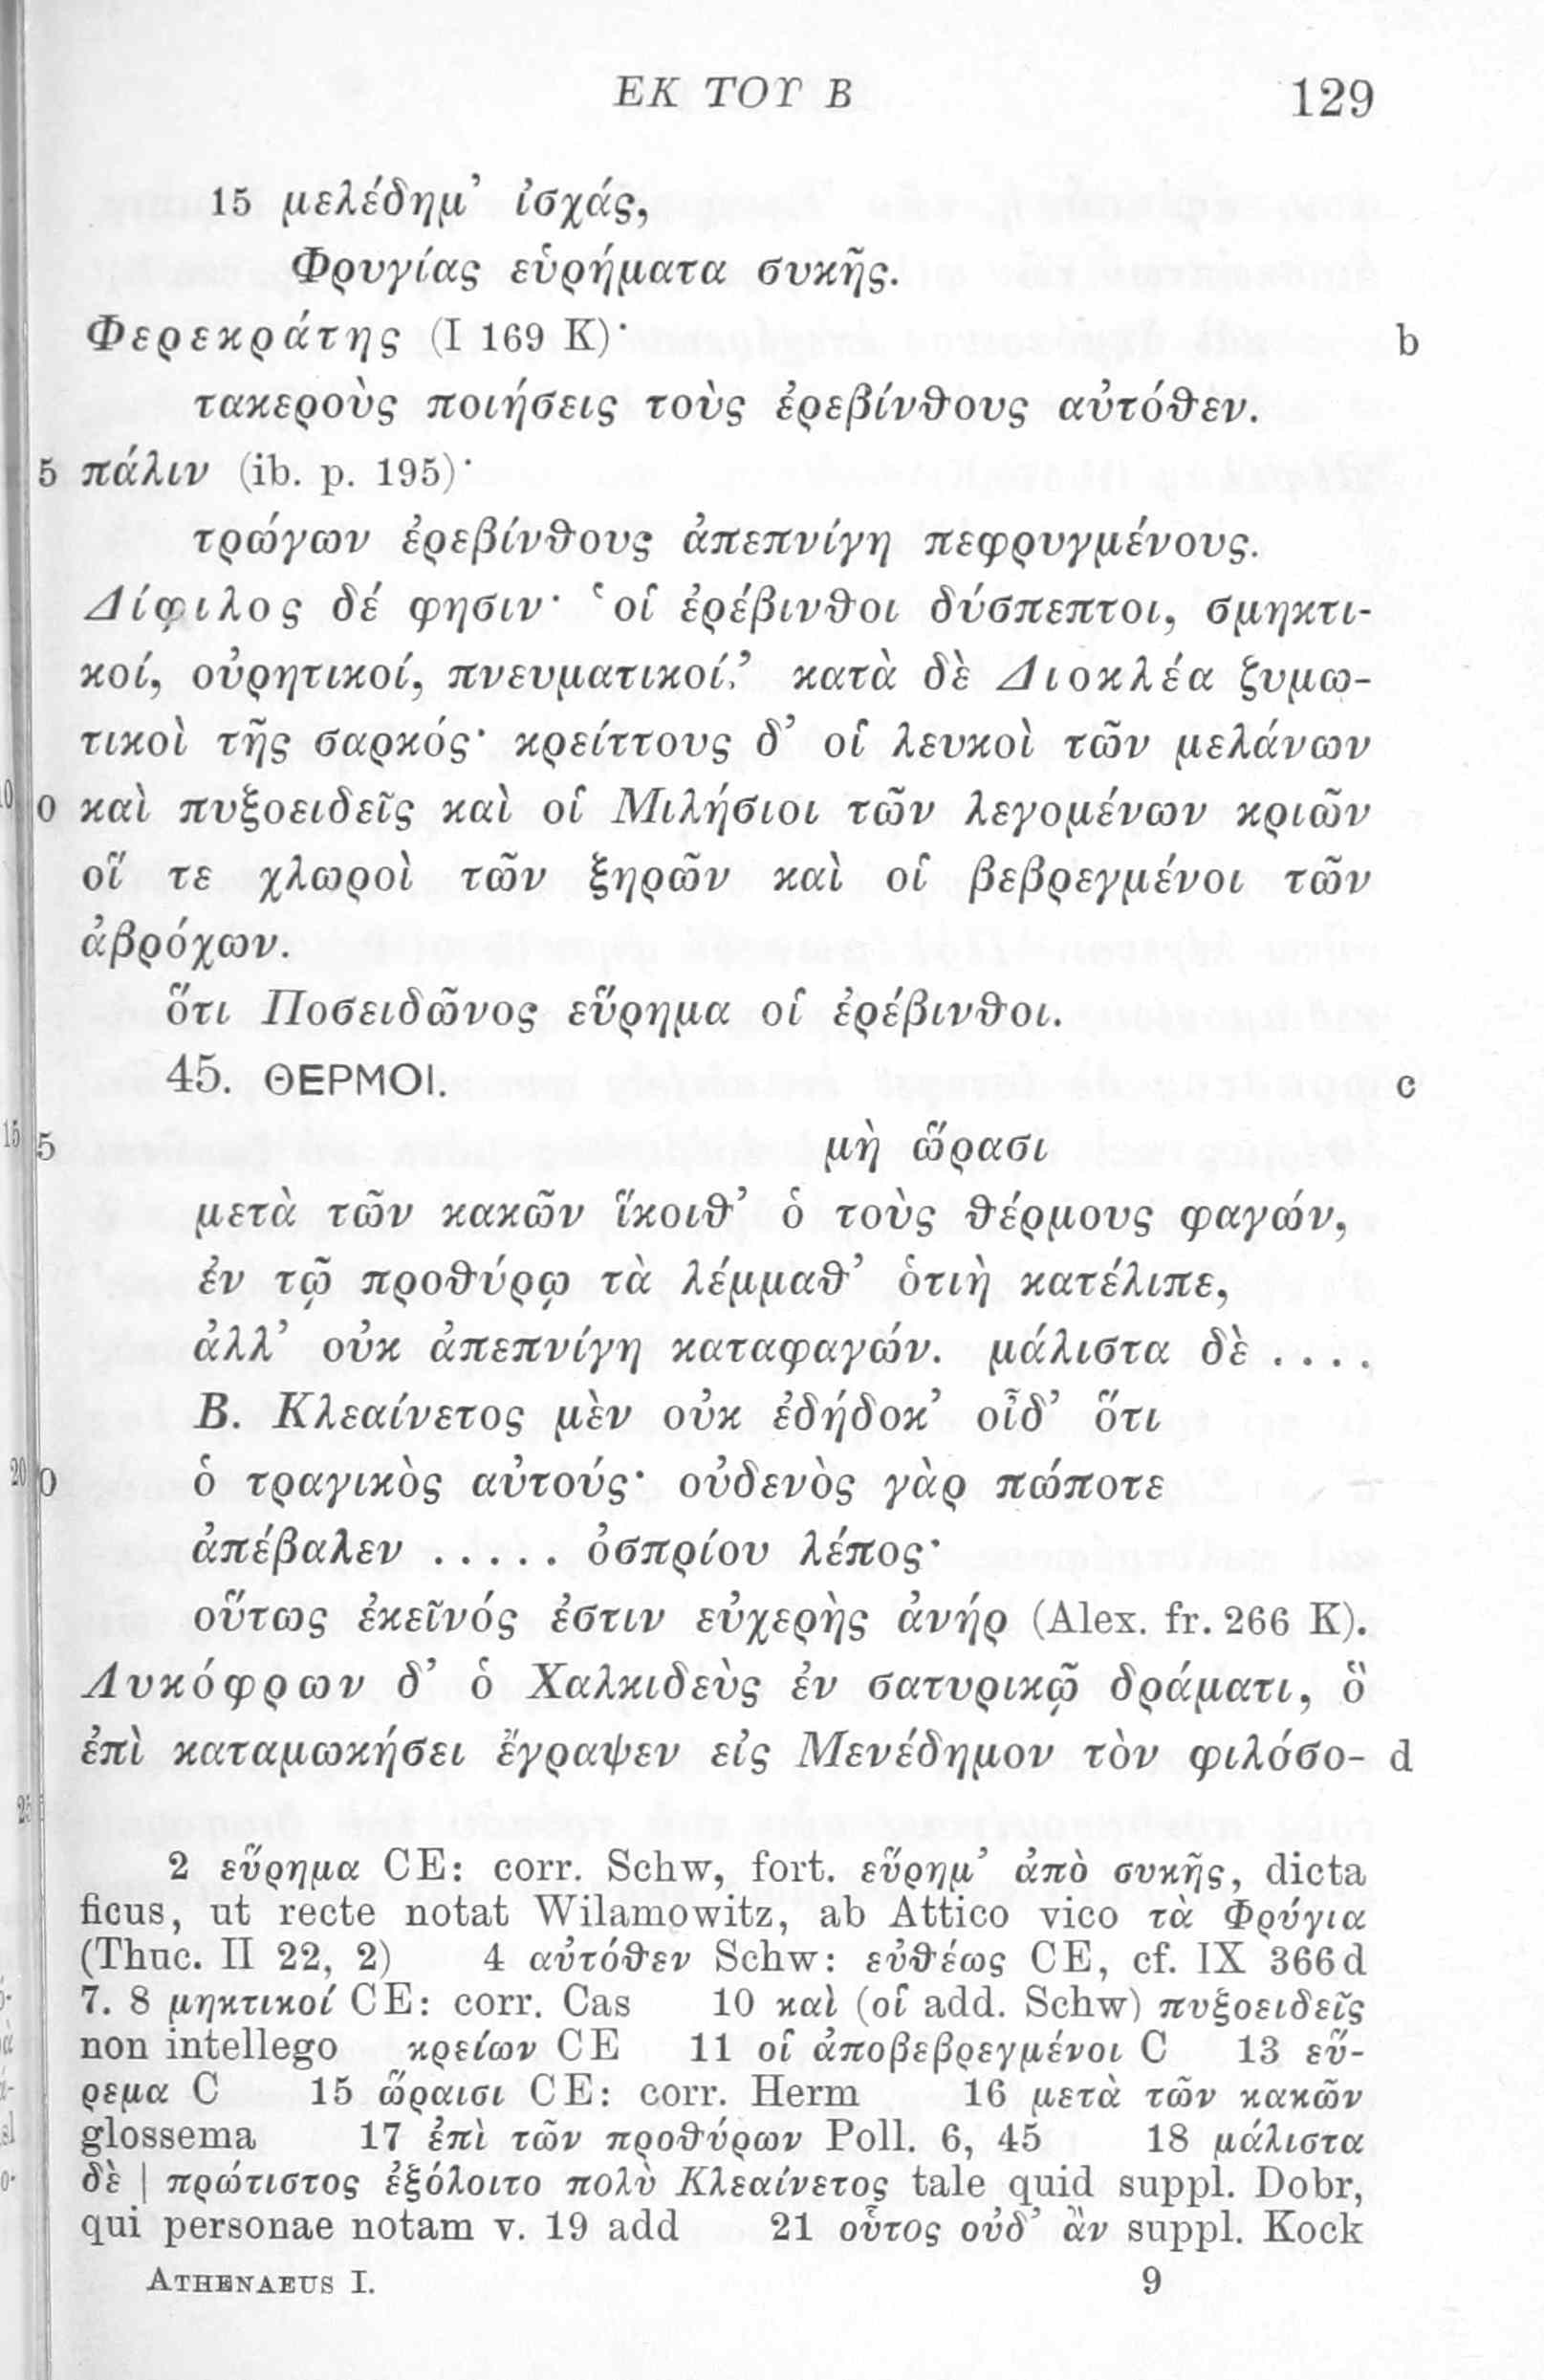 ΕΚ ΤΟΥ Β 129
15 μελέδημ’ ἰσχάς,
Φρυγίας εὑρήματα συκῆς.
Φερεκράτης (I 169 K)· b
τακεροὺς ποιήσεις τοὺς ἐρεβίνθους αὐτόθεν.
5 πάλιν (ib. p. 195)·
τρώγων ἐρεβίνθους ἀπεπνίγη πεφρυγμένους.
Δίφιλος δέ φησιν· ‘οἱ ἐρέβινθοι δύσπεπτοι, σμηκτι-
κοί, οὐρητικοί, πνευματικοί.’ κατὰ δὲ Διοκλέα ζυμω-
τικοὶ τῆς σαρκός· κρείττους δ’ οἱ λευκοὶ τῶν μελάνων
0 καὶ πυξοειδεῖς καὶ οἱ Μιλήσιοι τῶν λεγομένων κριῶν
οἵ τε χλωροὶ τῶν ξηρῶν καὶ οἱ βεβρεγμένοι τῶν
ἀβρόχων.
ὅτι Ποσειδῶνος εὕρημα οἱ ἐρέβινθοι.
45. ΘΕΡΜΟΙ. c
5 μὴ ὥρασι
μετὰ τῶν κακῶν ἵκοιθ’ ὁ τοὺς θέρμους φαγών,
ἐν τῷ προθύρῳ τὰ λέμμαθ’ ὁτιὴ κατέλιπε,
ἀλλ’ οὐκ ἀπεπνίγη καταφαγών. μάλιστα δὲ ....
Β. Κλεαίνετος μὲν οὐκ ἐδήδοκ’ οἶδ’ ὅτι
0 ὁ τραγικὸς αὐτούς· οὐδενὸς γὰρ πώποτε
ἀπέβαλεν ..... ὀσπρίου λέπος·
οὕτως ἐκεῖνός ἐστιν εὐχερὴς ἀνήρ (Alex. fr. 266 K).
Λυκόφρων δ’ ὁ Χαλκιδεὺς ἐν σατυρικῷ δράματι, ὃ
ἐπὶ καταμωκήσει ἔγραψεν εἰς Μενέδημον τὸν φιλόσο- d
2 εὕρημα CE: corr. Schw, fort. εὕρημ’ ἀπὸ συκῆς, dicta
ficus, ut recte notat Wilamowitz, ab Attico vico τὰ Φρύγια
(Thuc. II 22, 2) 4 αὐτόθεν Schw: εὐθέως CE, cf. IX 366d
7. 8 μηκτικοί CE: corr. Cas 10 καὶ (οἱ add. Schw) πυξοειδεῖς
non intellego κρείων CE 11 οἱ ἀποβεβρεγμένοι C 13 εὕ-
ρεμα C 15 ὥραισι CE: corr. Herm 16 μετὰ τῶν κακῶν
glossema 17 ἐπὶ τῶν προθύρων Poll. 6, 45 18 μάλιστα
δὲ | πρώτιστος ἐξόλοιτο πολὺ Κλεαίνετος tale quid suppl. Dobr,
qui personae notam v. 19 add 21 οὗτος οὐδ’ ἂν suppl. Kock
ATHENAEUS I. 9